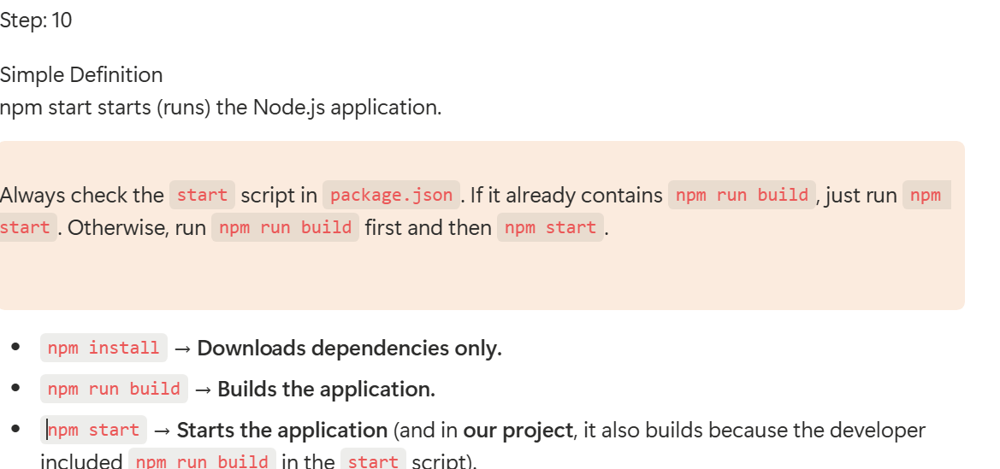 Step: 10
Simple Definition
npm start starts (runs) the Node.js application.
Always check the start script in package.json. If it already contains npm run build, just run npm
start. Otherwise, run npm run build first and then npm start.
• npm install → Downloads dependencies only.
• npm run build → Builds the application.
• npm start → Starts the application (and in our project, it also builds because the developer
included npm run build in the start script).